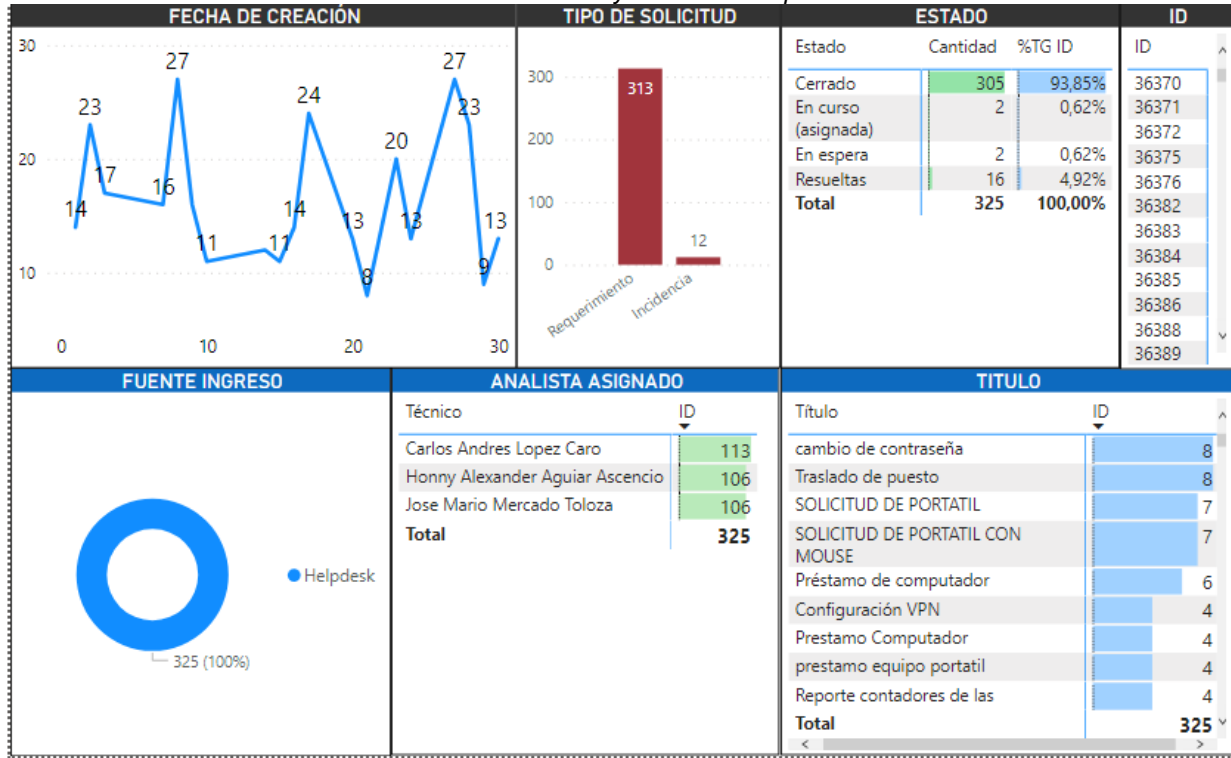 FECHA DE CREACIÓN
30
20
10
14
23
17
16
27
11
11
14
24
13
8
20
13
27
23
9
13
0
10
20
30
TIPO DE SOLICITUD
300
200
100
0
313
12
Requerimiento
Incidencia
ESTADO
Estado Cantidad %TG ID
Cerrado 305 93,85%
En curso 2 0,62%
(asignada)
En espera 2 0,62%
Resueltas 16 4,92%
Total 325 100,00%
ID
ID
36370
36371
36372
36375
36376
36382
36383
36384
36385
36386
36388
36389
FUENTE INGRESO
Helpdesk
325 (100%)
ANALISTA ASIGNADO
Técnico ID
Carlos Andres Lopez Caro 113
Honny Alexander Aguiar Ascencio 106
Jose Mario Mercado Toloza 106
Total 325
TITULO
Título ID
cambio de contraseña 8
Traslado de puesto 8
SOLICITUD DE PORTATIL 7
SOLICITUD DE PORTATIL CON 7
MOUSE
Préstamo de computador 6
Configuración VPN 4
Prestamo Computador 4
prestamo equipo portatil 4
Reporte contadores de las 4
Total 325